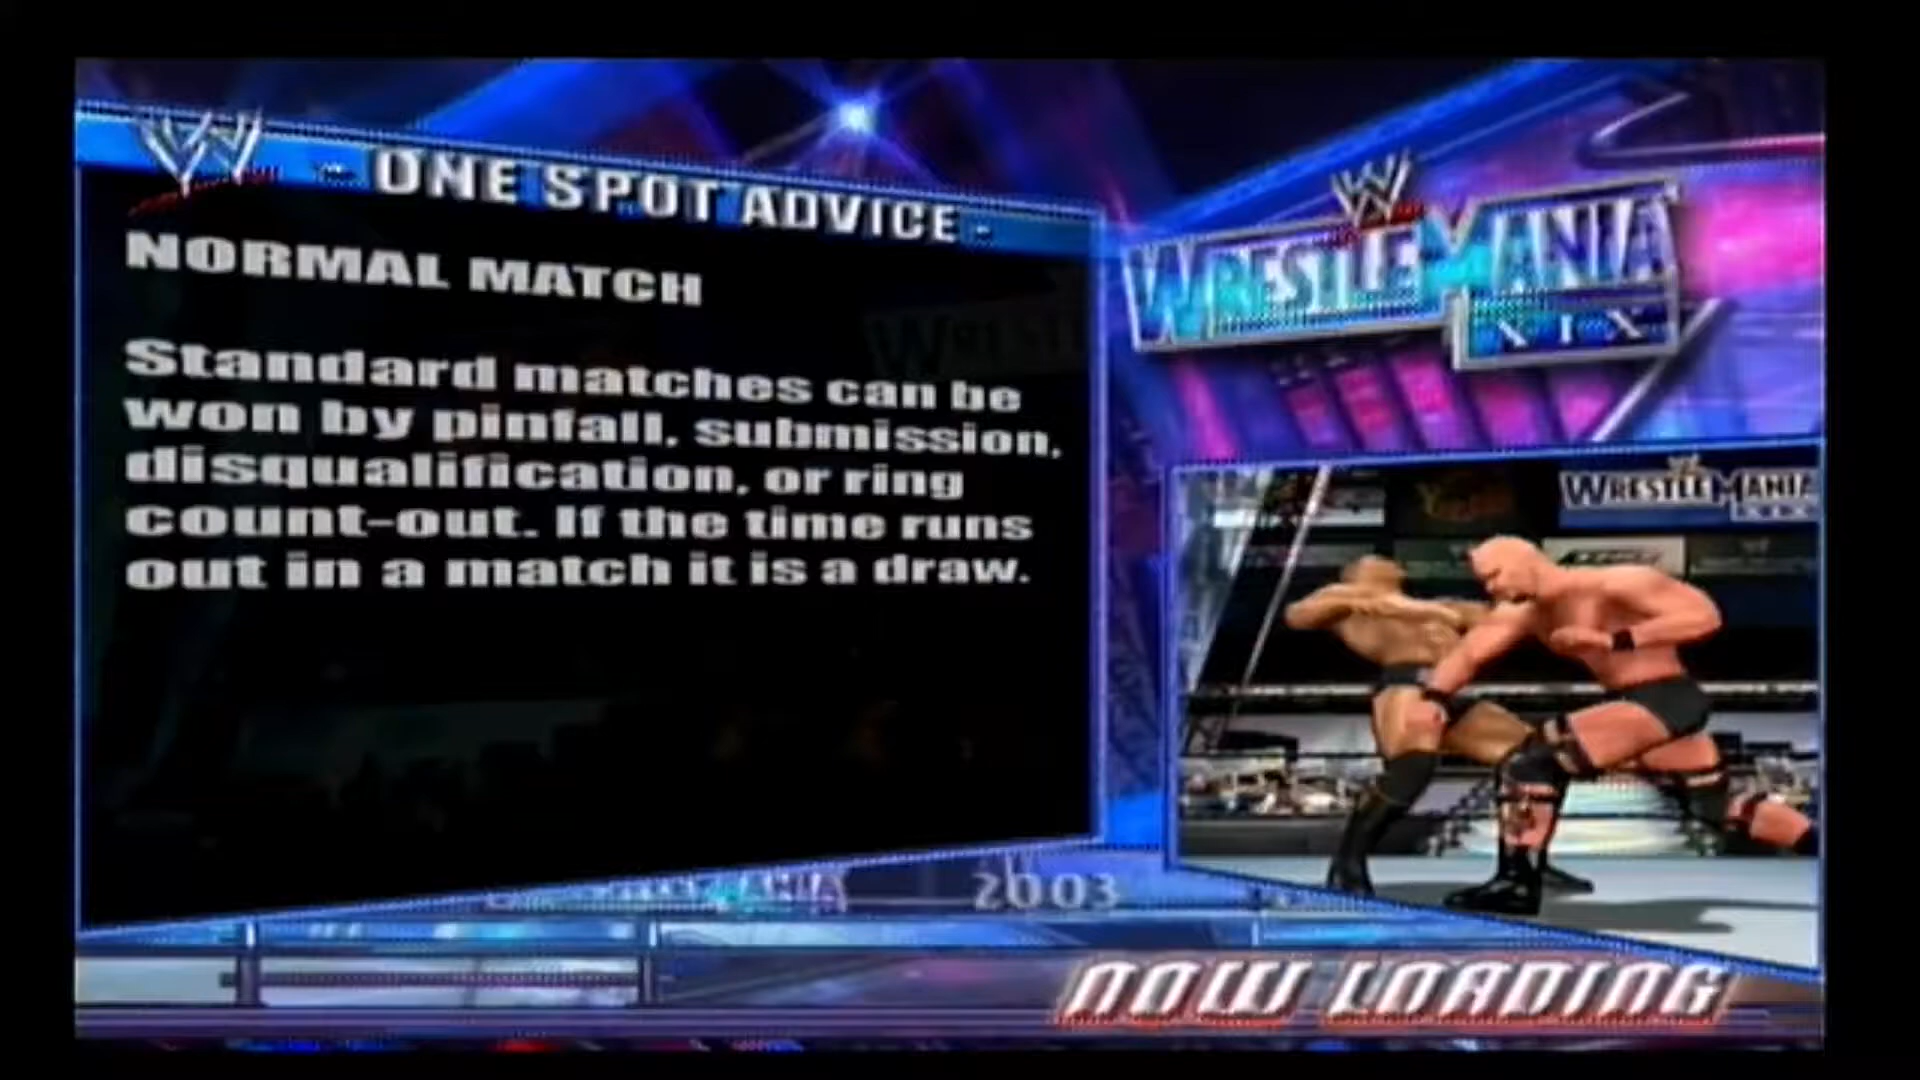 - ONE SPOT ADVICE -
NORMAL MATCH
Standard matches can be
won by pinfall, submission,
disqualification, or ring
count-out. If the time runs
out in a match it is a draw.
W
WRESTLEMANIA
XIX
WRESTLEMANIA
XIX
2003
NOW LOADING